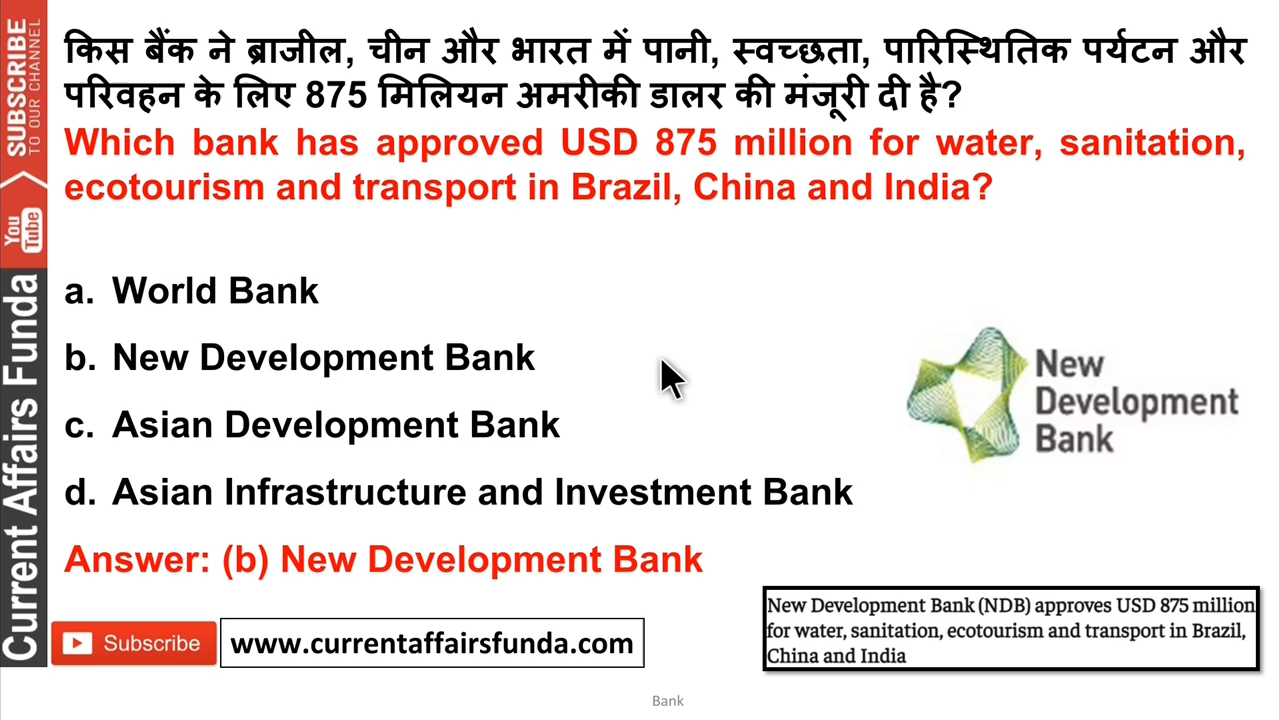 SUBSCRIBE
TO OUR CHANNEL
You
Tube
Current Affairs Funda
किस बैंक ने ब्राजील, चीन और भारत में पानी, स्वच्छता, पारिस्थितिक पर्यटन और
परिवहन के लिए 875 मिलियन अमरीकी डालर की मंजूरी दी है?
Which bank has approved USD 875 million for water, sanitation,
ecotourism and transport in Brazil, China and India?
a. World Bank
b. New Development Bank
c. Asian Development Bank
d. Asian Infrastructure and Investment Bank
New
Development
Bank
Answer: (b) New Development Bank
Subscribe
www.currentaffairsfunda.com
New Development Bank (NDB) approves USD 875 million
for water, sanitation, ecotourism and transport in Brazil,
China and India
Bank